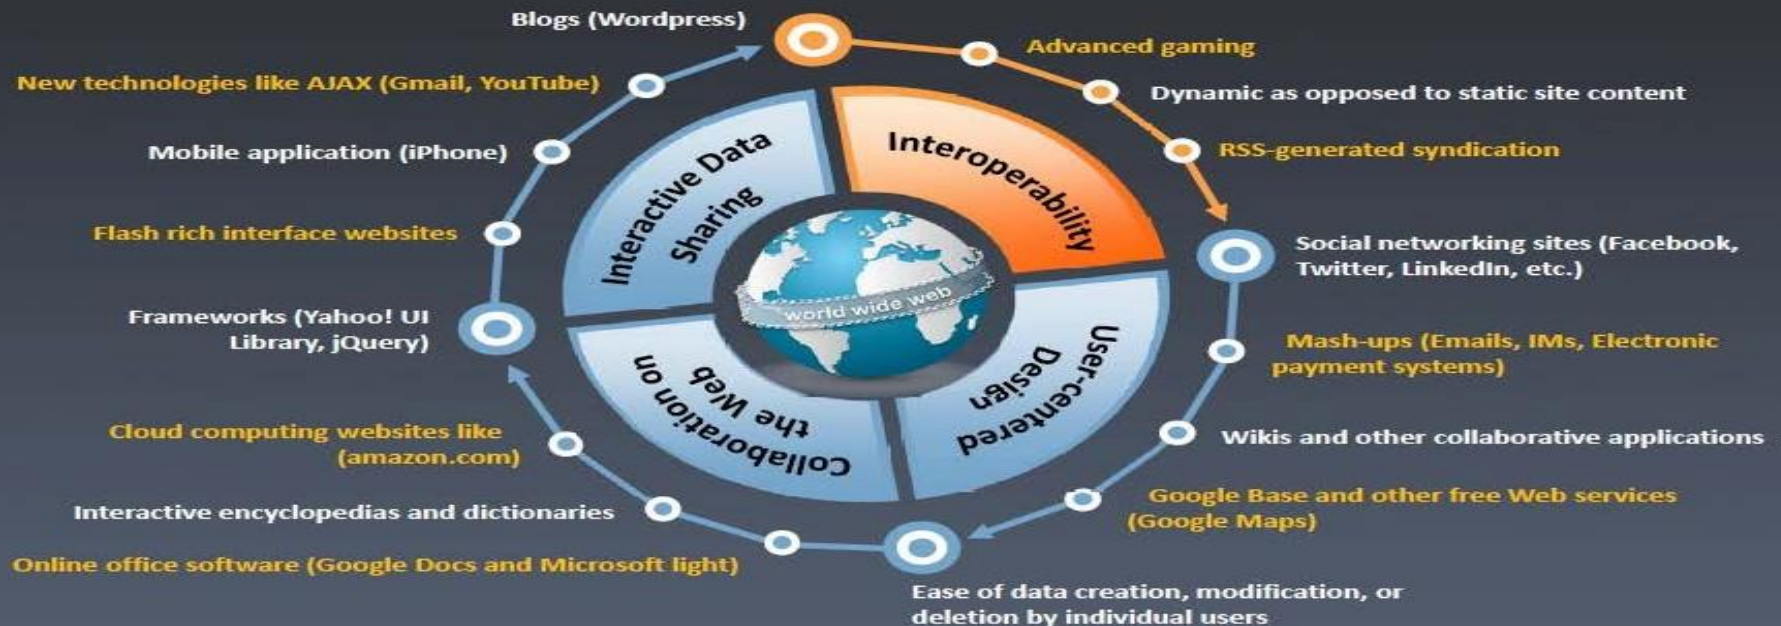 Blogs (Wordpress)
Advanced gaming
Dynamic as opposed to static site content
RSS-generated syndication
Social networking sites (Facebook,
Twitter, LinkedIn, etc.)
Mash-ups (Emails, IMs, Electronic
payment systems)
Wikis and other collaborative applications
Google Base and other free Web services
(Google Maps)
Ease of data creation, modification, or
deletion by individual users
Online office software (Google Docs and Microsoft light)
Interactive encyclopedias and dictionaries
Cloud computing websites like
(amazon.com)
Frameworks (Yahoo! UI
Library, jQuery)
Flash rich interface websites
Mobile application (iPhone)
New technologies like AJAX (Gmail, YouTube)
Interoperability
User-centered
Design
Collaboration on
the Web
Interactive Data
Sharing
world wide web